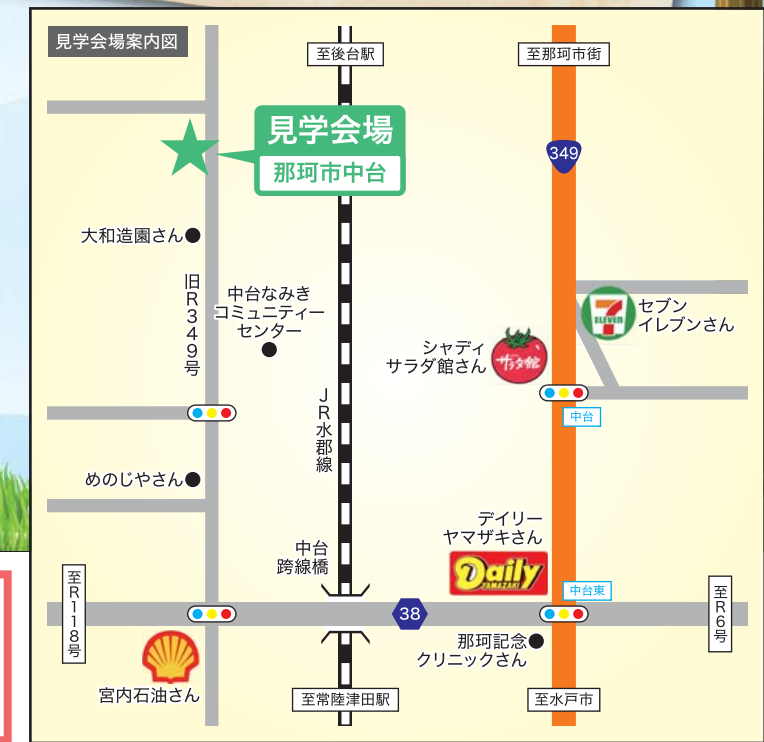 見学会場案内図
至後台駅
至那珂市街
見学会場
那珂市中台
349
大和造園さん
旧R349号
中台なみき
コミュニティー
センター
7
ELEVEN
セブン
イレブンさん
シャディ
サラダ館さん
サラダ館
JR水郡線
中台
めのじやさん
デイリー
ヤマザキさん
Daily
YAMAZAKI
中台
跨線橋
中台東
至R118号
38
至R6号
那珂記念
クリニックさん
宮内石油さん
至常陸津田駅
至水戸市